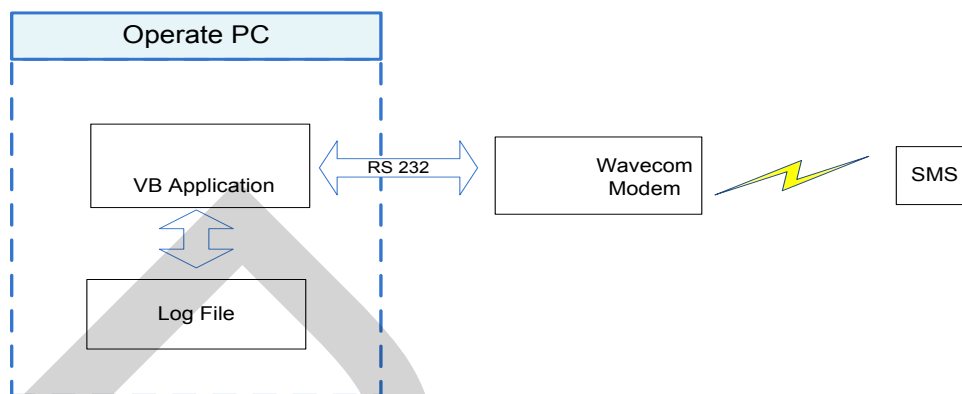 Operate PC
VB Application
RS 232
Wavecom
Modem
SMS
Log File